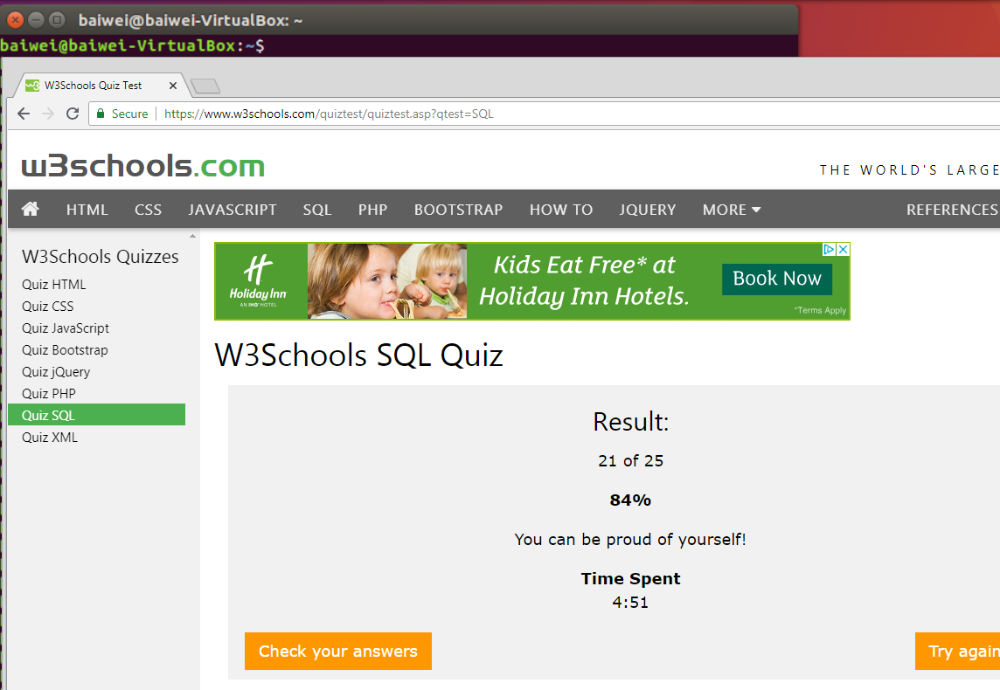 baiwei@baiwei-VirtualBox: ~
baiwei@baiwei-VirtualBox:~$
W3Schools Quiz Test
Secure https://www.w3schools.com/quiztest/quiztest.asp?qtest=SQL
w3schools.com
THE WORLD'S LARGE
HTML CSS JAVASCRIPT SQL PHP BOOTSTRAP HOW TO JQUERY MORE REFERENCES
W3Schools Quizzes
Quiz HTML
Quiz CSS
Quiz JavaScript
Quiz Bootstrap
Quiz jQuery
Quiz PHP
Quiz SQL
Quiz XML
H
Holiday Inn
AN IHG HOTEL
Kids Eat Free* at
Holiday Inn Hotels.
Book Now
*Terms Apply
W3Schools SQL Quiz
Result:
21 of 25
84%
You can be proud of yourself!
Time Spent
4:51
Check your answers
Try again